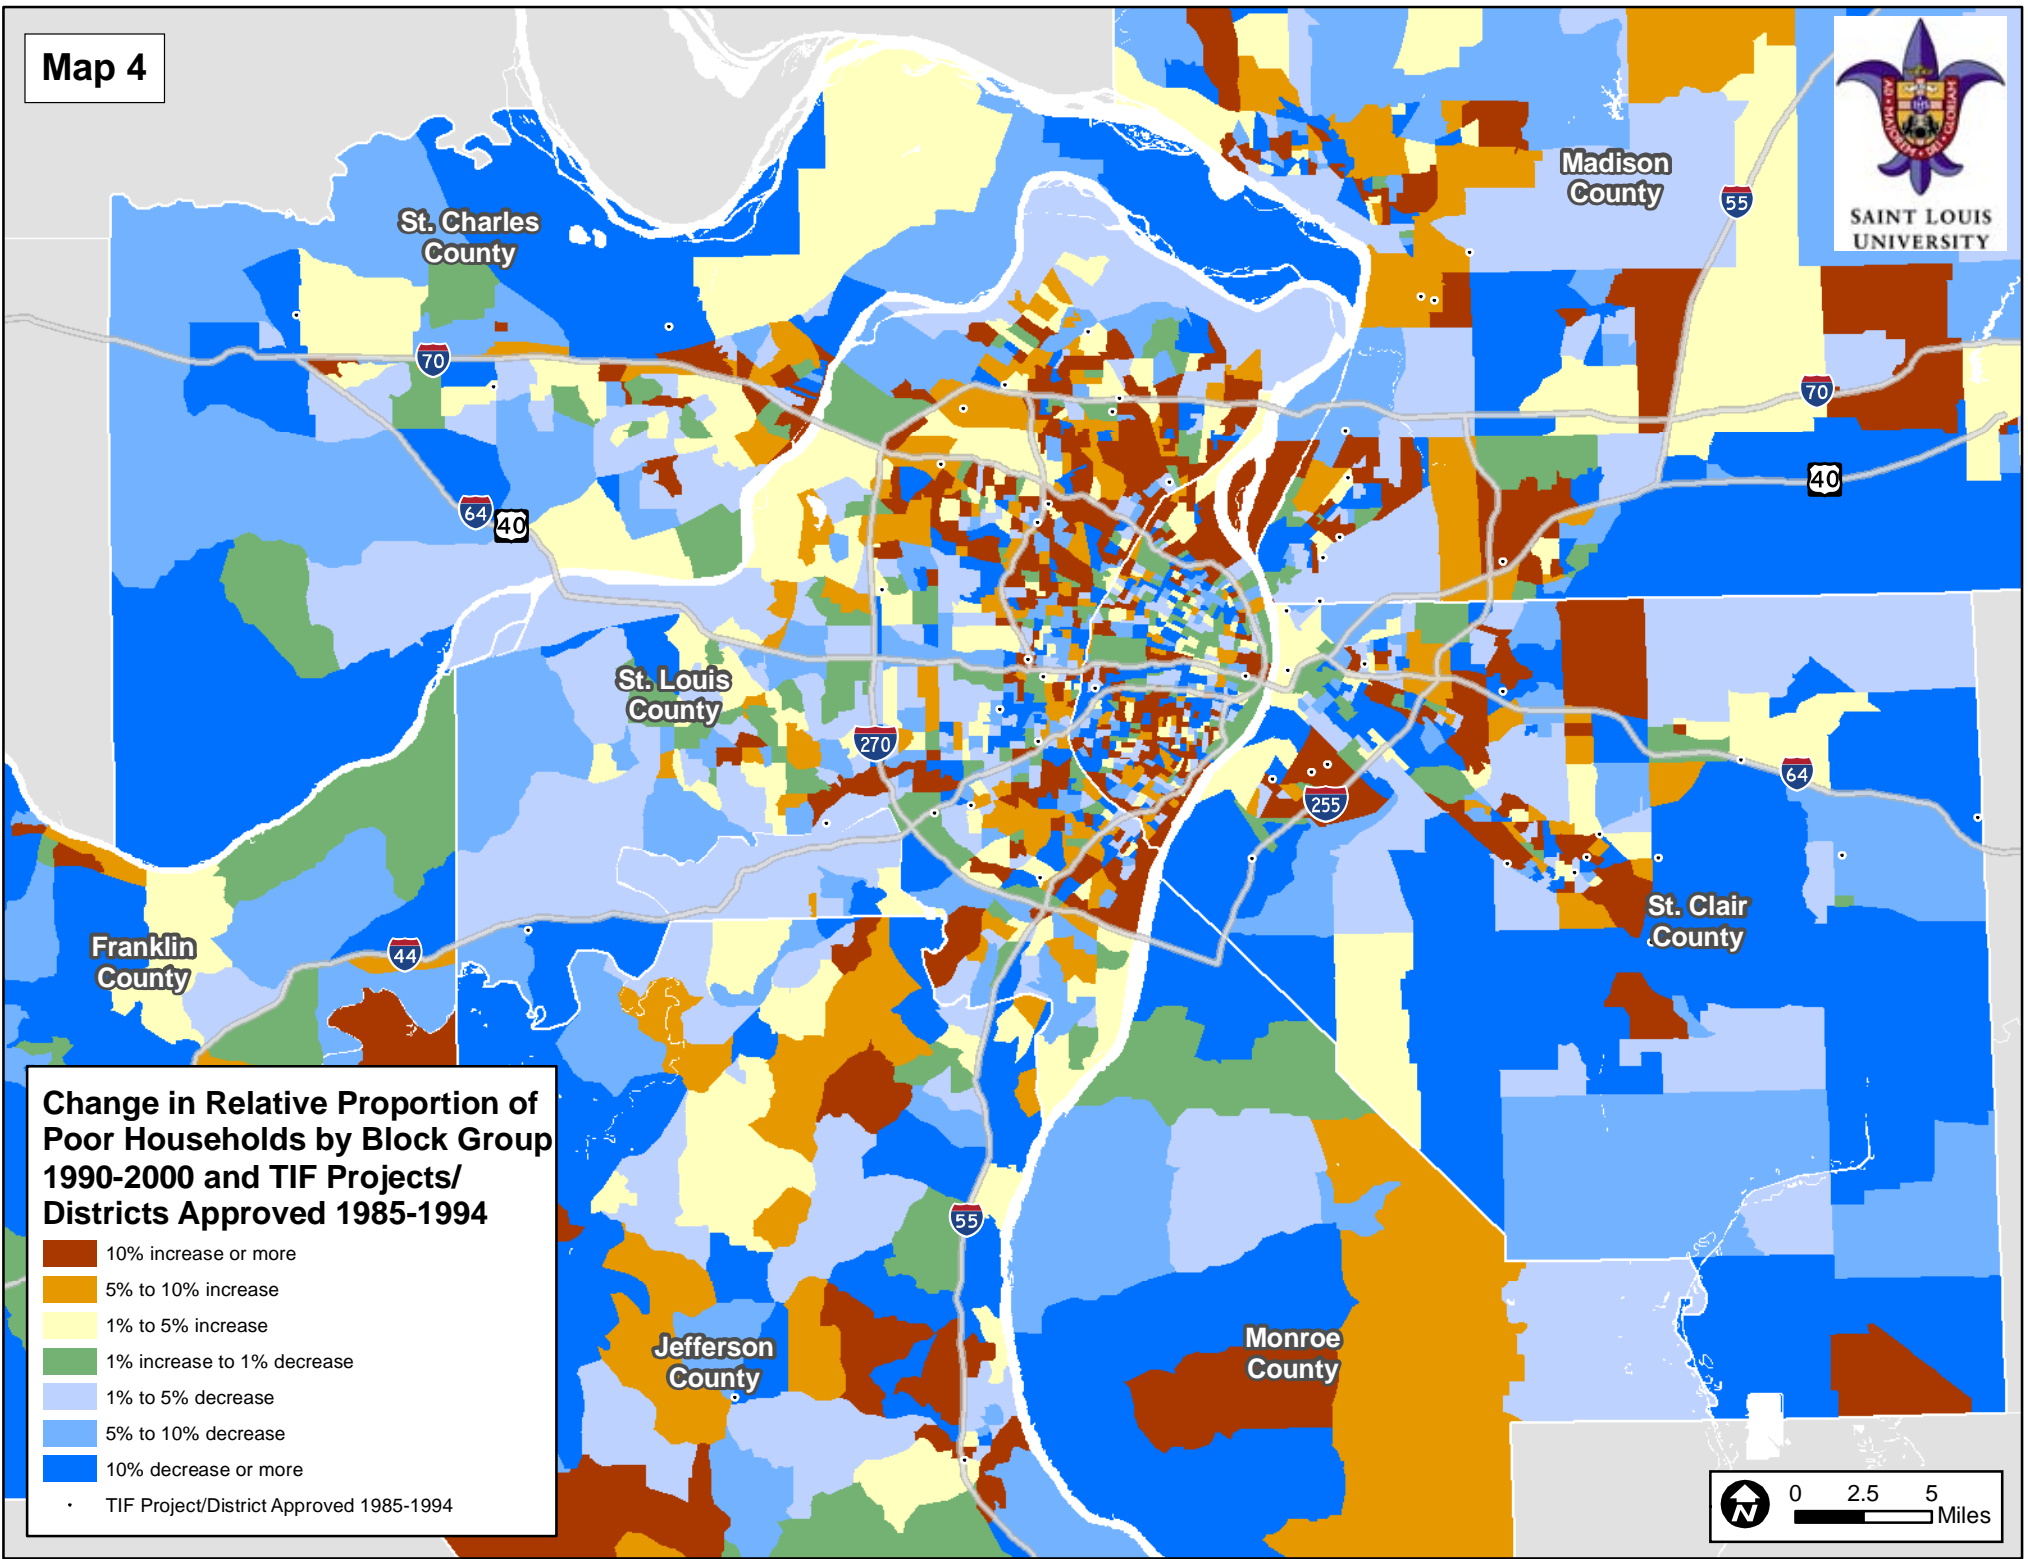 Map 4
SAINT LOUIS
UNIVERSITY
Madison
County
55
St. Charles
County
70
70
40
64
40
St. Louis
County
270
64
255
St. Clair
County
Franklin
County
44
55
Jefferson
County
Monroe
County
Change in Relative Proportion of
Poor Households by Block Group
1990-2000 and TIF Projects/
Districts Approved 1985-1994
10% increase or more
5% to 10% increase
1% to 5% increase
1% increase to 1% decrease
1% to 5% decrease
5% to 10% decrease
10% decrease or more
TIF Project/District Approved 1985-1994
0 2.5 5
Miles
N